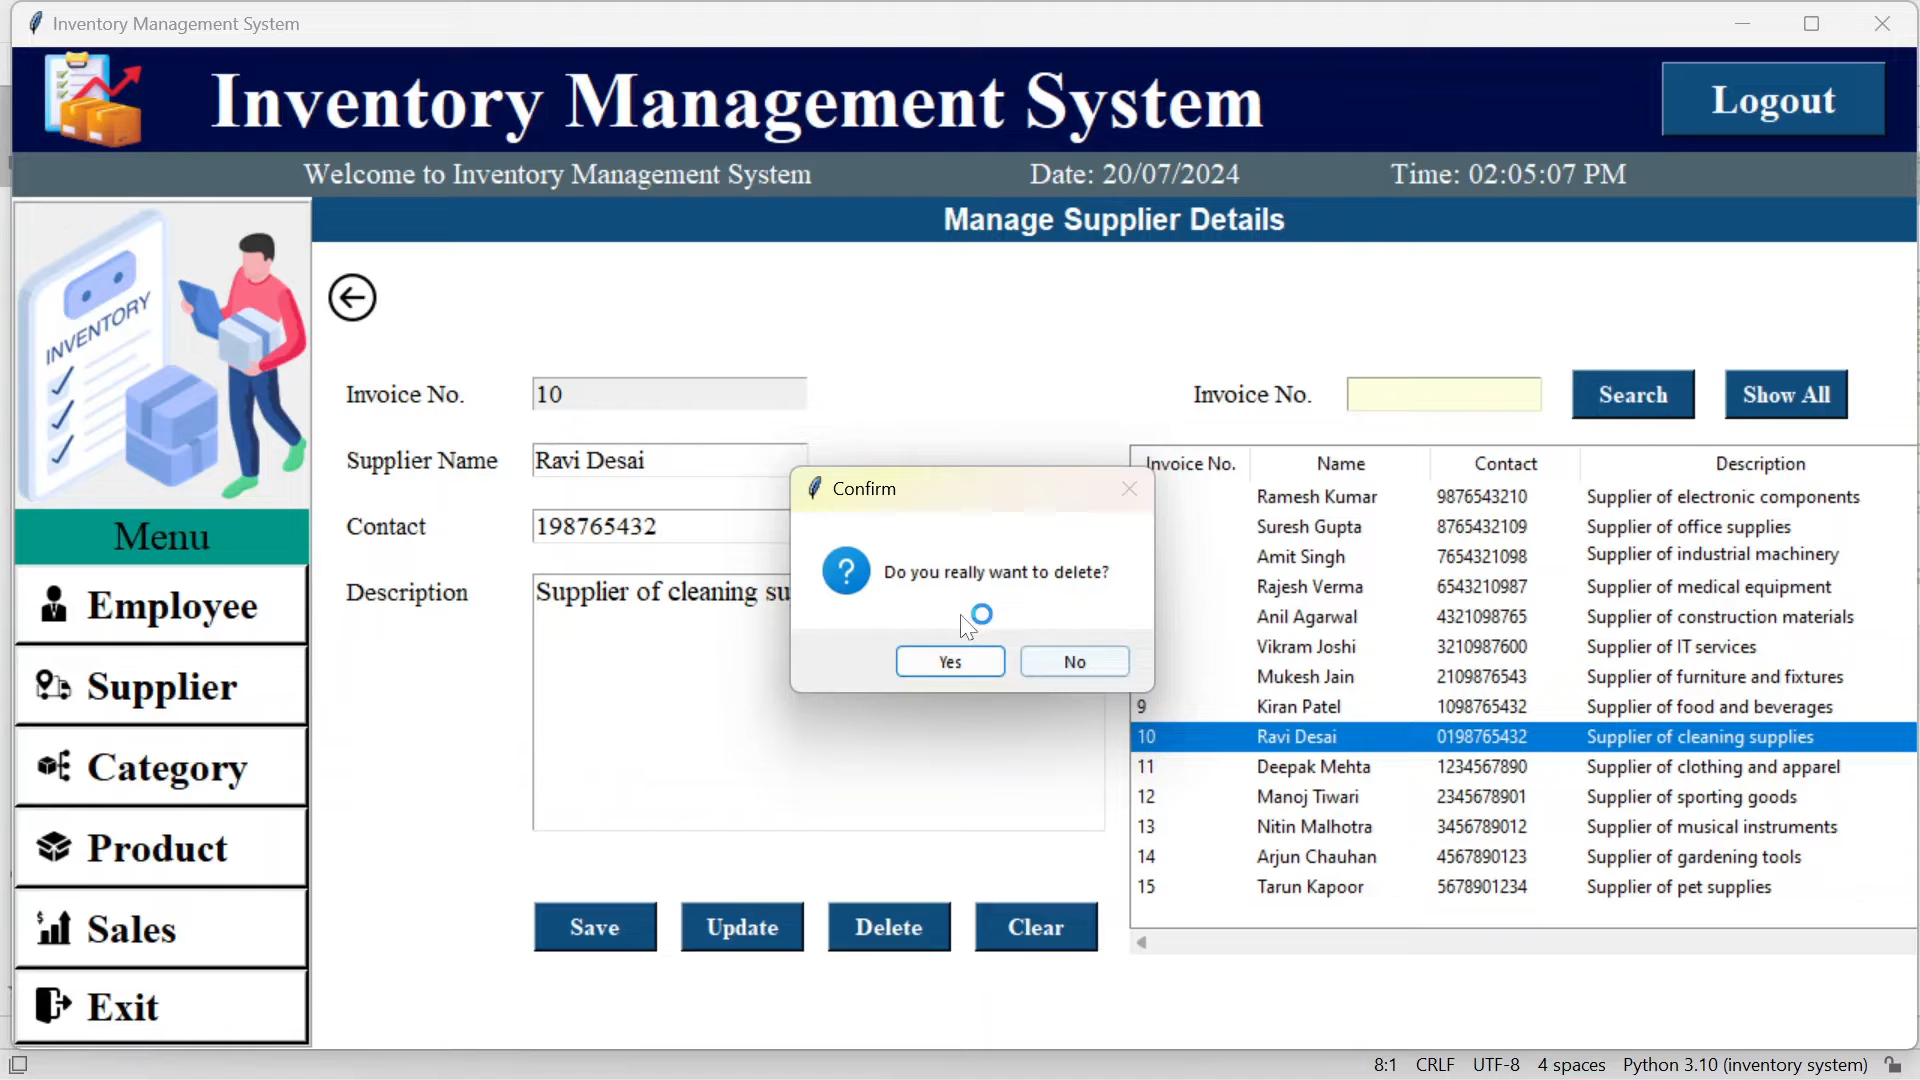 Inventory Management System
Inventory Management System
Logout
Welcome to Inventory Management System Date: 20/07/2024 Time: 02:05:07 PM
Manage Supplier Details
INVENTORY
Menu
Employee
Supplier
Category
Product
Sales
Exit
Invoice No. 10
Supplier Name Ravi Desai
Contact 198765432
Description Supplier of cleaning su
Save Update Delete Clear
Confirm
Do you really want to delete?
Yes No
Invoice No. Search Show All
Invoice No. Name Contact Description
Ramesh Kumar 9876543210 Supplier of electronic components
Suresh Gupta 8765432109 Supplier of office supplies
Amit Singh 7654321098 Supplier of industrial machinery
Rajesh Verma 6543210987 Supplier of medical equipment
Anil Agarwal 4321098765 Supplier of construction materials
Vikram Joshi 3210987600 Supplier of IT services
Mukesh Jain 2109876543 Supplier of furniture and fixtures
9 Kiran Patel 1098765432 Supplier of food and beverages
10 Ravi Desai 0198765432 Supplier of cleaning supplies
11 Deepak Mehta 1234567890 Supplier of clothing and apparel
12 Manoj Tiwari 2345678901 Supplier of sporting goods
13 Nitin Malhotra 3456789012 Supplier of musical instruments
14 Arjun Chauhan 4567890123 Supplier of gardening tools
15 Tarun Kapoor 5678901234 Supplier of pet supplies
8:1 CRLF UTF-8 4 spaces Python 3.10 (inventory system)